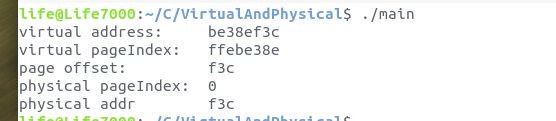 life@Life7000:~/C/VirtualAndPhysical$ ./main
virtual address:     be38ef3c
virtual pageIndex:   ffebe38e
page offset:         f3c
physical pageIndex:  0
physical addr        f3c
life@Life7000:~/C/VirtualAndPhysical$